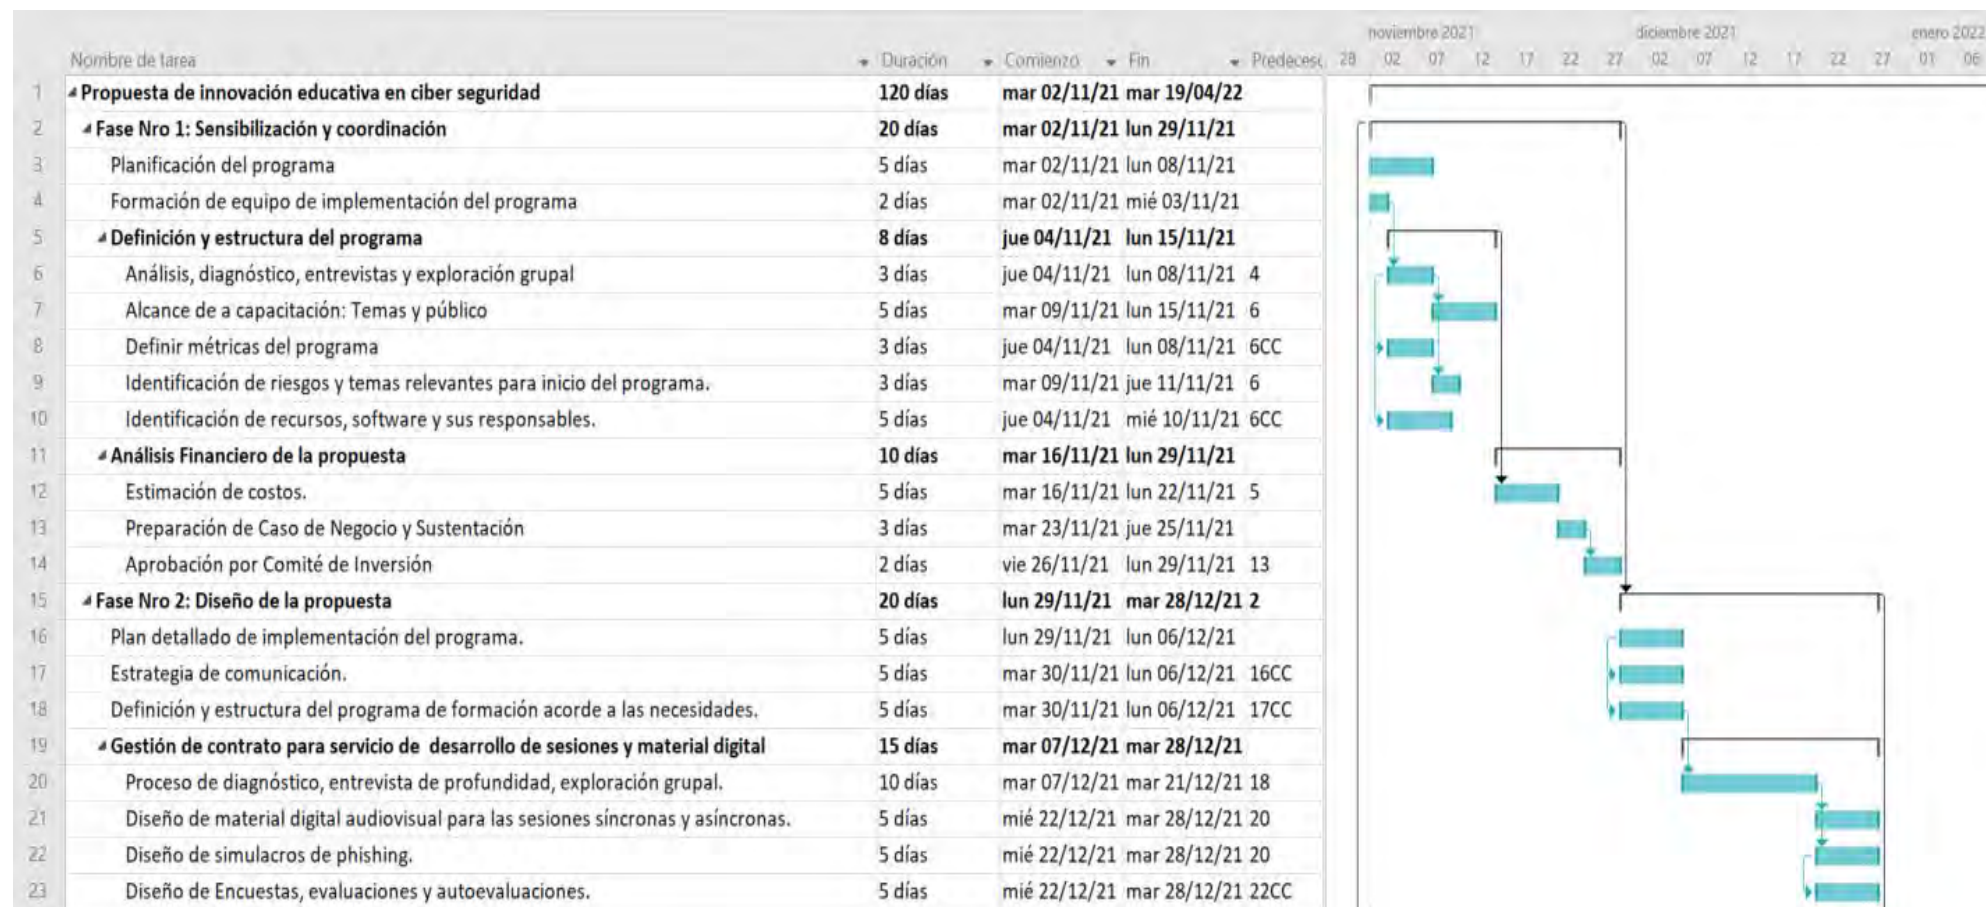 noviembre 2021 diciembre 2021 enero 2022
Nombre de tarea Duración Comienzo Fin Predecesc 28 02 07 12 17 22 27 02 07 12 17 22 27 01 06
1 Propuesta de innovación educativa en ciber seguridad 120 días mar 02/11/21 mar 19/04/22
2 Fase Nro 1: Sensibilización y coordinación 20 días mar 02/11/21 lun 29/11/21
3 Planificación del programa 5 días mar 02/11/21 lun 08/11/21
4 Formación de equipo de implementación del programa 2 días mar 02/11/21 mié 03/11/21
5 Definición y estructura del programa 8 días jue 04/11/21 lun 15/11/21
6 Análisis, diagnóstico, entrevistas y exploración grupal 3 días jue 04/11/21 lun 08/11/21 4
7 Alcance de a capacitación: Temas y público 5 días mar 09/11/21 lun 15/11/21 6
8 Definir métricas del programa 3 días jue 04/11/21 lun 08/11/21 6CC
9 Identificación de riesgos y temas relevantes para inicio del programa. 3 días mar 09/11/21 jue 11/11/21 6
10 Identificación de recursos, software y sus responsables. 5 días jue 04/11/21 mié 10/11/21 6CC
11 Análisis Financiero de la propuesta 10 días mar 16/11/21 lun 29/11/21
12 Estimación de costos. 5 días mar 16/11/21 lun 22/11/21 5
13 Preparación de Caso de Negocio y Sustentación 3 días mar 23/11/21 jue 25/11/21
14 Aprobación por Comité de Inversión 2 días vie 26/11/21 lun 29/11/21 13
15 Fase Nro 2: Diseño de la propuesta 20 días lun 29/11/21 mar 28/12/21 2
16 Plan detallado de implementación del programa. 5 días lun 29/11/21 lun 06/12/21
17 Estrategia de comunicación. 5 días mar 30/11/21 lun 06/12/21 16CC
18 Definición y estructura del programa de formación acorde a las necesidades. 5 días mar 30/11/21 lun 06/12/21 17CC
19 Gestión de contrato para servicio de desarrollo de sesiones y material digital 15 días mar 07/12/21 mar 28/12/21
20 Proceso de diagnóstico, entrevista de profundidad, exploración grupal. 10 días mar 07/12/21 mar 21/12/21 18
21 Diseño de material digital audiovisual para las sesiones síncronas y asíncronas. 5 días mié 22/12/21 mar 28/12/21 20
22 Diseño de simulacros de phishing. 5 días mié 22/12/21 mar 28/12/21 20
23 Diseño de Encuestas, evaluaciones y autoevaluaciones. 5 días mié 22/12/21 mar 28/12/21 22CC